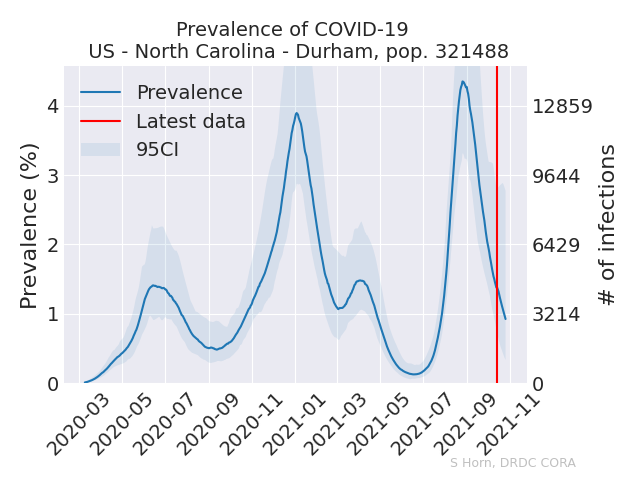 Prevalence of COVID-19
US - North Carolina - Durham, pop. 321488
Prevalence
Latest data
95CI
Prevalence (%)
4
3
2
1
0
# of infections
12859
9644
6429
3214
0
2020-03
2020-05
2020-07
2020-09
2020-11
2021-01
2021-03
2021-05
2021-07
2021-09
2021-11
S Horn, DRDC CORA